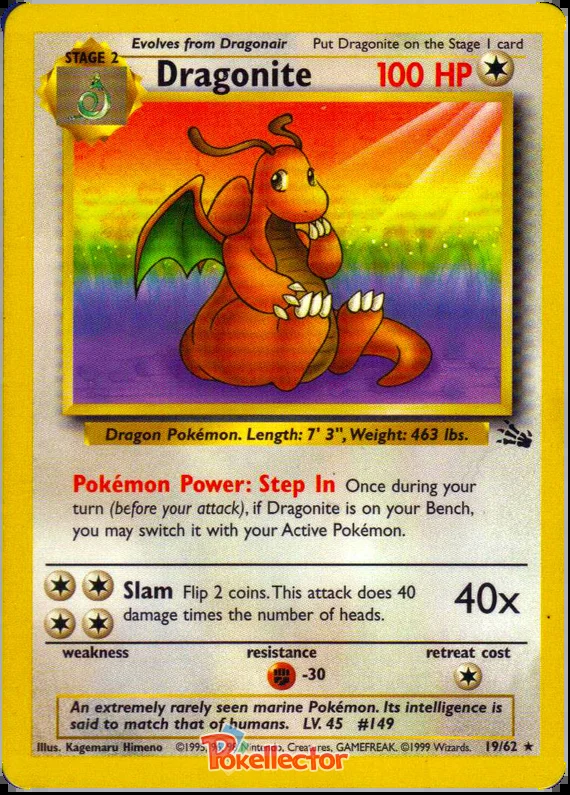 Evolves from Dragonair Put Dragonite on the Stage 1 card
STAGE 2
Dragonite 100 HP
Dragon Pokémon. Length: 7' 3", Weight: 463 lbs.
Pokémon Power: Step In Once during your
turn (before your attack), if Dragonite is on your Bench,
you may switch it with your Active Pokémon.
Slam Flip 2 coins. This attack does 40
damage times the number of heads.
40x
weakness resistance retreat cost
-30
An extremely rarely seen marine Pokémon. Its intelligence is
said to match that of humans. LV. 45 #149
Illus. Kagemaru Himeno ©1995, 96, 98 Nintendo, Creatures, GAMEFREAK. ©1999 Wizards. 19/62 ★
Pokellector